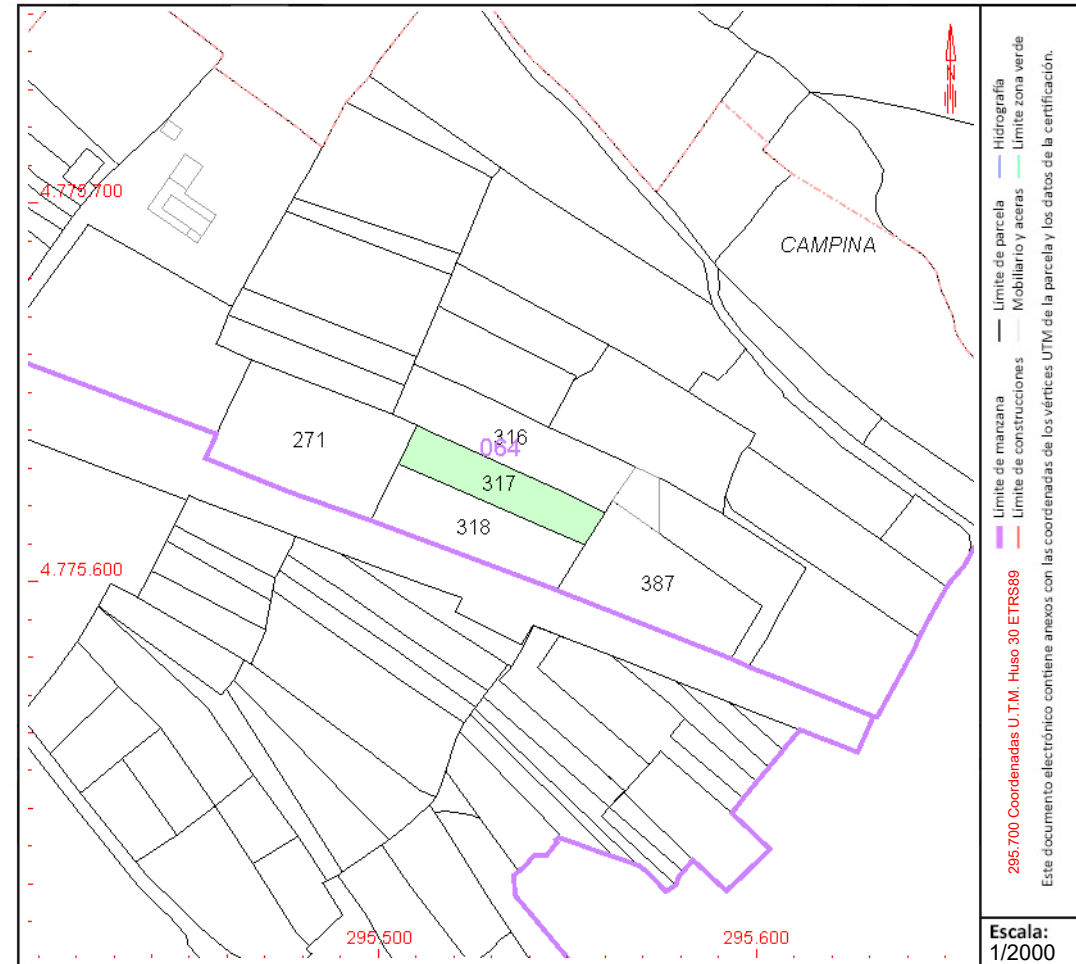 4.775.700
CAMPINA
271
316
064
317
318
4.775.600
387
295.500
295.600
Límite de manzana
Límite de parcela
Hidrografía
Límite de construcciones
Mobiliario y aceras
Límite zona verde
295.700 Coordenadas U.T.M. Huso 30 ETRS89
Este documento electrónico contiene anexos con las coordenadas de los vértices UTM de la parcela y los datos de la certificación.
Escala:
1/2000